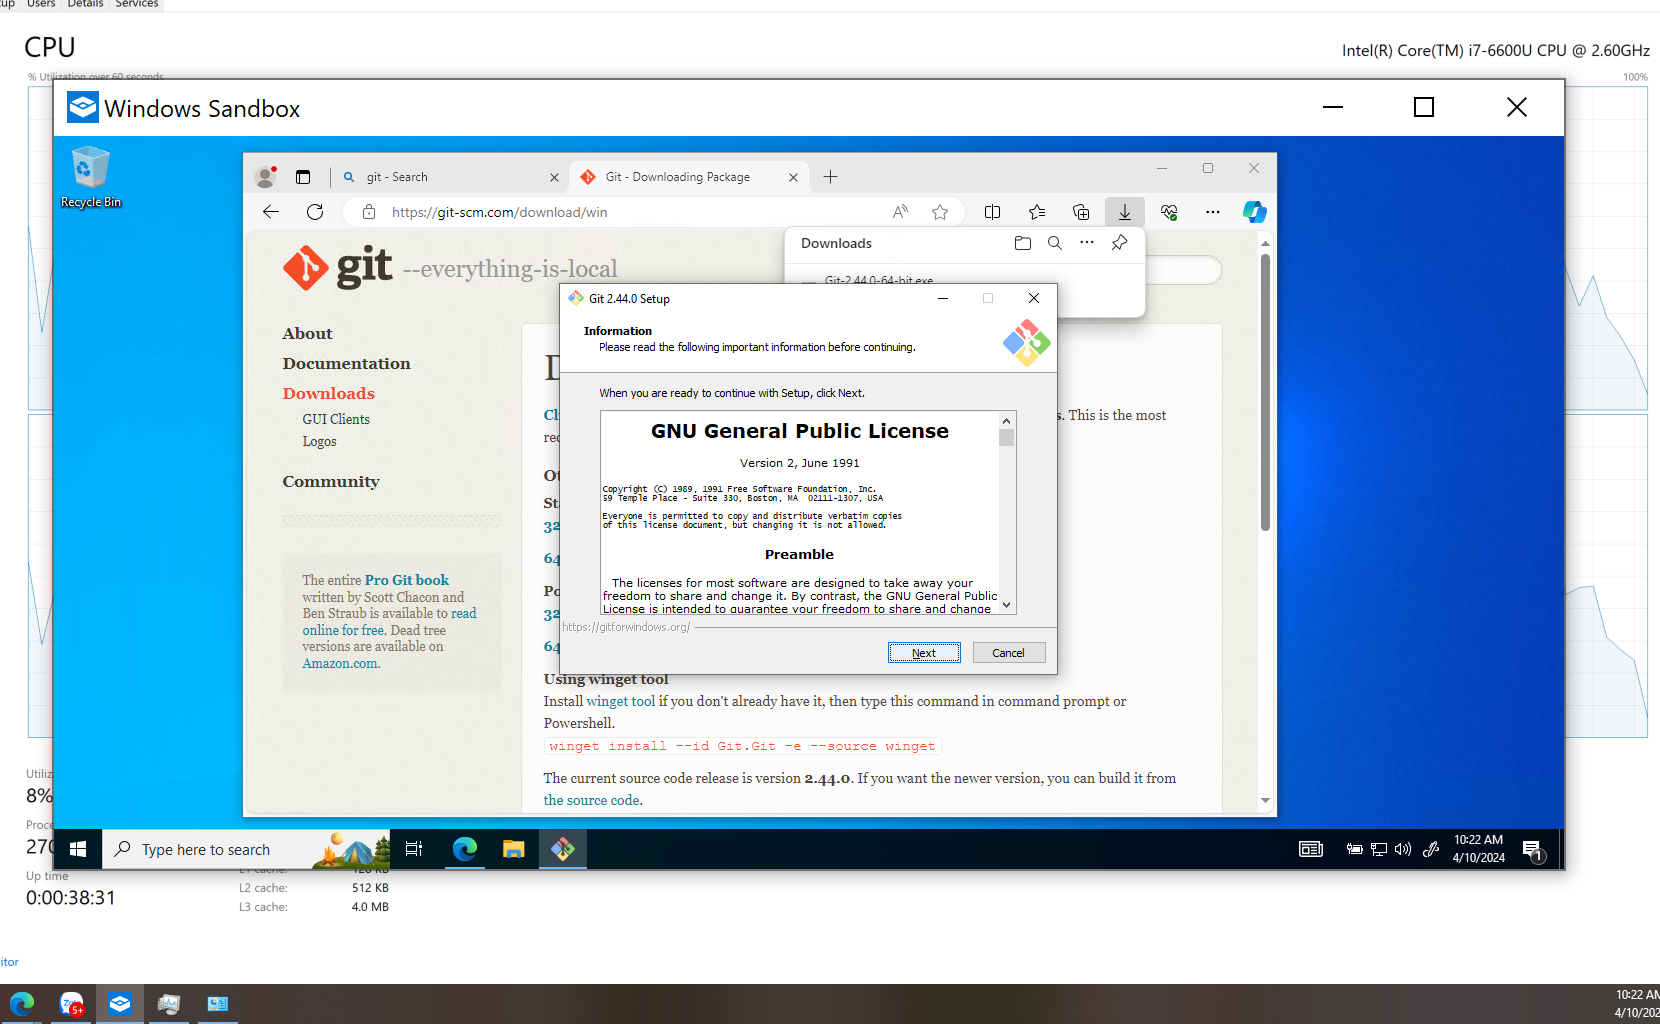 Users Details Services
CPU
Intel(R) Core(TM) i7-6600U CPU @ 2.60GHz
% Utilization over 60 seconds
100%
Windows Sandbox
Recycle Bin
git - Search
Git - Downloading Package
https://git-scm.com/download/win
git --everything-is-local
Downloads
Git-2.44.0-64-bit.exe
About
Documentation
Downloads
GUI Clients
Logos
Community
The entire Pro Git book
written by Scott Chacon and
Ben Straub is available to read
online for free. Dead tree
versions are available on
Amazon.com.
Git 2.44.0 Setup
Information
Please read the following important information before continuing.
When you are ready to continue with Setup, click Next.
GNU General Public License
Version 2, June 1991
Copyright (C) 1989, 1991 Free Software Foundation, Inc.
59 Temple Place - Suite 330, Boston, MA  02111-1307, USA
Everyone is permitted to copy and distribute verbatim copies
of this license document, but changing it is not allowed.
Preamble
The licenses for most software are designed to take away your
freedom to share and change it. By contrast, the GNU General Public
License is intended to guarantee your freedom to share and change
https://gitforwindows.org/
Next
Cancel
. This is the most
Using winget tool
Install winget tool if you don't already have it, then type this command in command prompt or
Powershell.
winget install --id Git.Git -e --source winget
The current source code release is version 2.44.0. If you want the newer version, you can build it from
the source code.
Type here to search
10:22 AM
4/10/2024
1
8%
270
Up time
0:00:38:31
L1 cache: 128 KB
L2 cache: 512 KB
L3 cache: 4.0 MB
itor
5+
10:22 AM
4/10/202